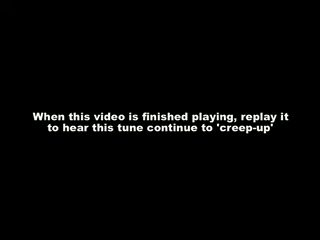 When this video is finished playing, replay it
to hear this tune continue to 'creep-up'